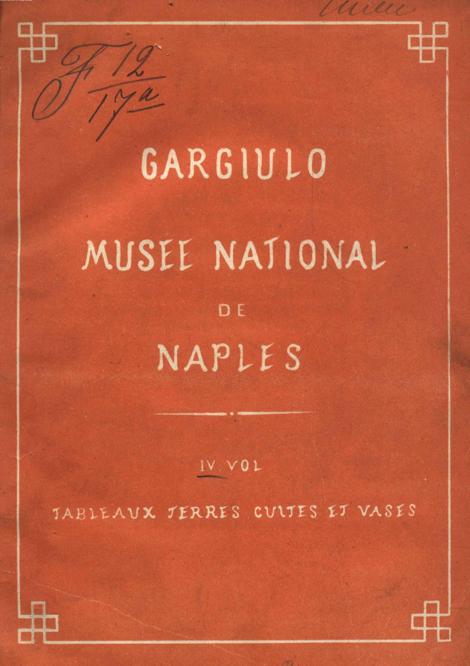 F 12
17a
GARGIULO
MUSEE NATIONAL
DE
NAPLES
IV. VOL
TABLEAUX TERRES CUITES ET VASES